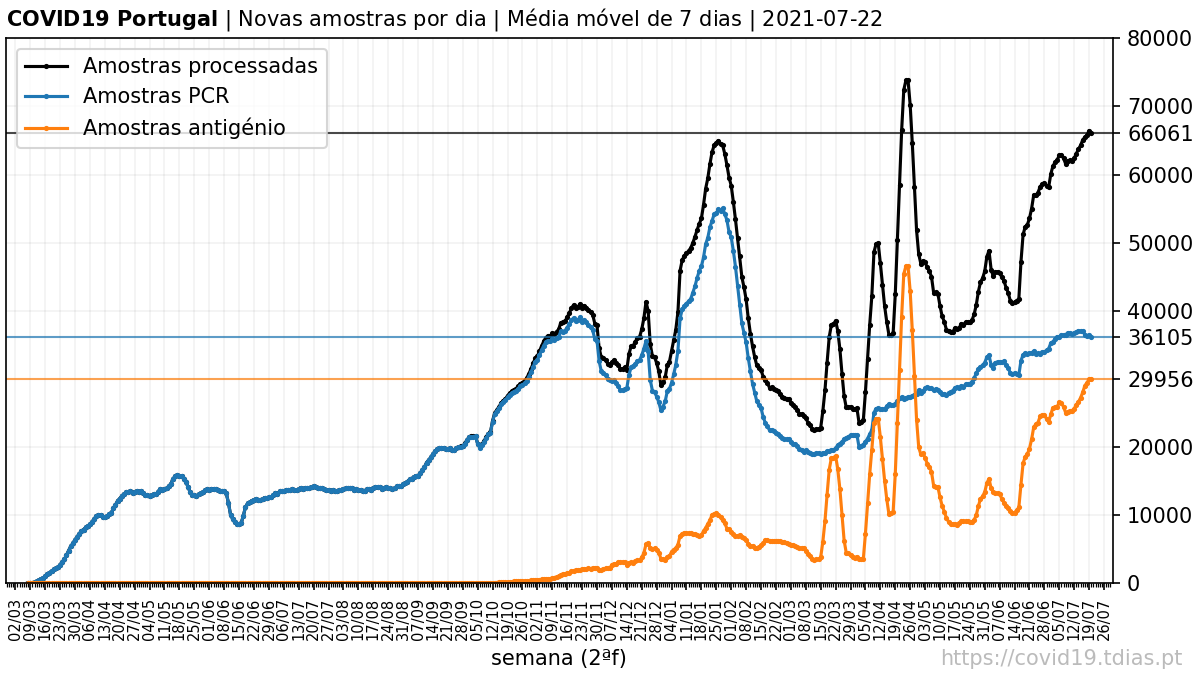 COVID19 Portugal | Novas amostras por dia | Média móvel de 7 dias | 2021-07-22
Amostras processadas
Amostras PCR
Amostras antigénio
80000
70000
66061
60000
50000
40000
36105
29956
20000
10000
0
02/03 09/03 16/03 23/03 30/03 06/04 13/04 20/04 27/04 04/05 11/05 18/05 25/05 01/06 08/06 15/06 22/06 29/06 06/07 13/07 20/07 27/07 03/08 10/08 17/08 24/08 31/08 07/09 14/09 21/09 28/09 05/10 12/10 19/10 26/10 02/11 09/11 16/11 23/11 30/11 07/12 14/12 21/12 28/12 04/01 11/01 18/01 25/01 01/02 08/02 15/02 22/02 01/03 08/03 15/03 22/03 29/03 05/04 12/04 19/04 26/04 03/05 10/05 17/05 24/05 31/05 07/06 14/06 21/06 28/06 05/07 12/07 19/07 26/07
semana (2ªf)
https://covid19.tdias.pt